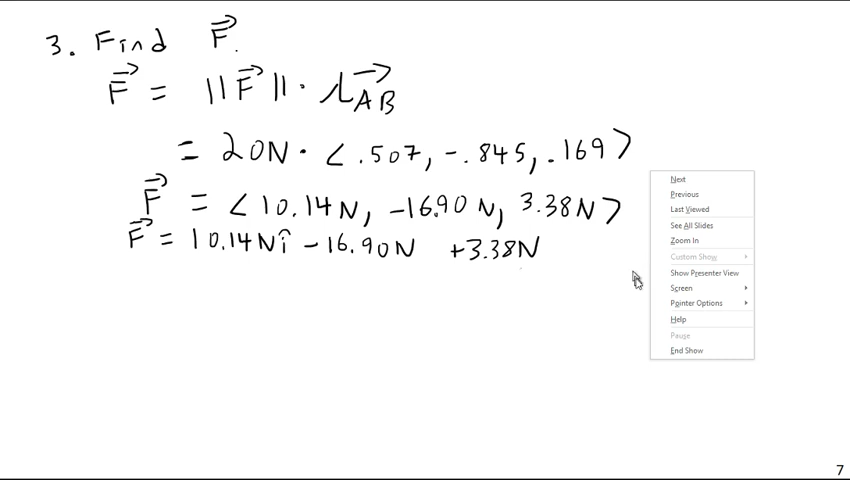 3. Find F⃗.
F⃗ = ||F⃗|| · λ⃗AB
= 20N · <.507, -.845, .169>
F⃗ = <10.14N, -16.90N, 3.38N>
F⃗ = 10.14Nî - 16.90N +3.38N
Next
Previous
Last Viewed
See All Slides
Zoom In
Custom Show
Show Presenter View
Screen
Pointer Options
Help
Pause
End Show
7